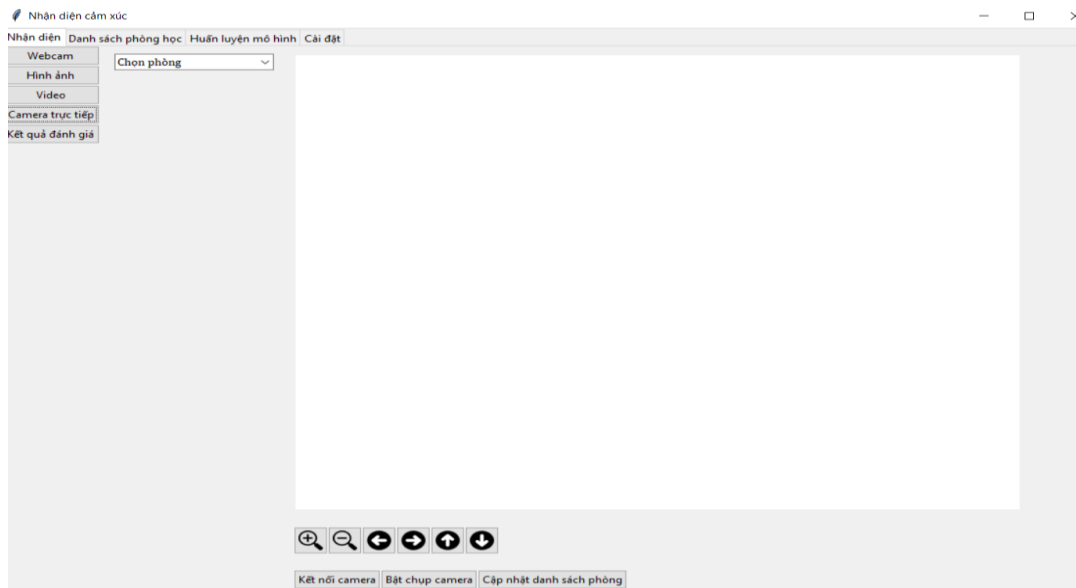 Nhận diện cảm xúc
Nhận diện Danh sách phòng học Huấn luyện mô hình Cài đặt
Webcam
Chọn phòng
Hình ảnh
Video
Camera trực tiếp
Kết quả đánh giá
Kết nối camera Bật chụp camera Cập nhật danh sách phòng